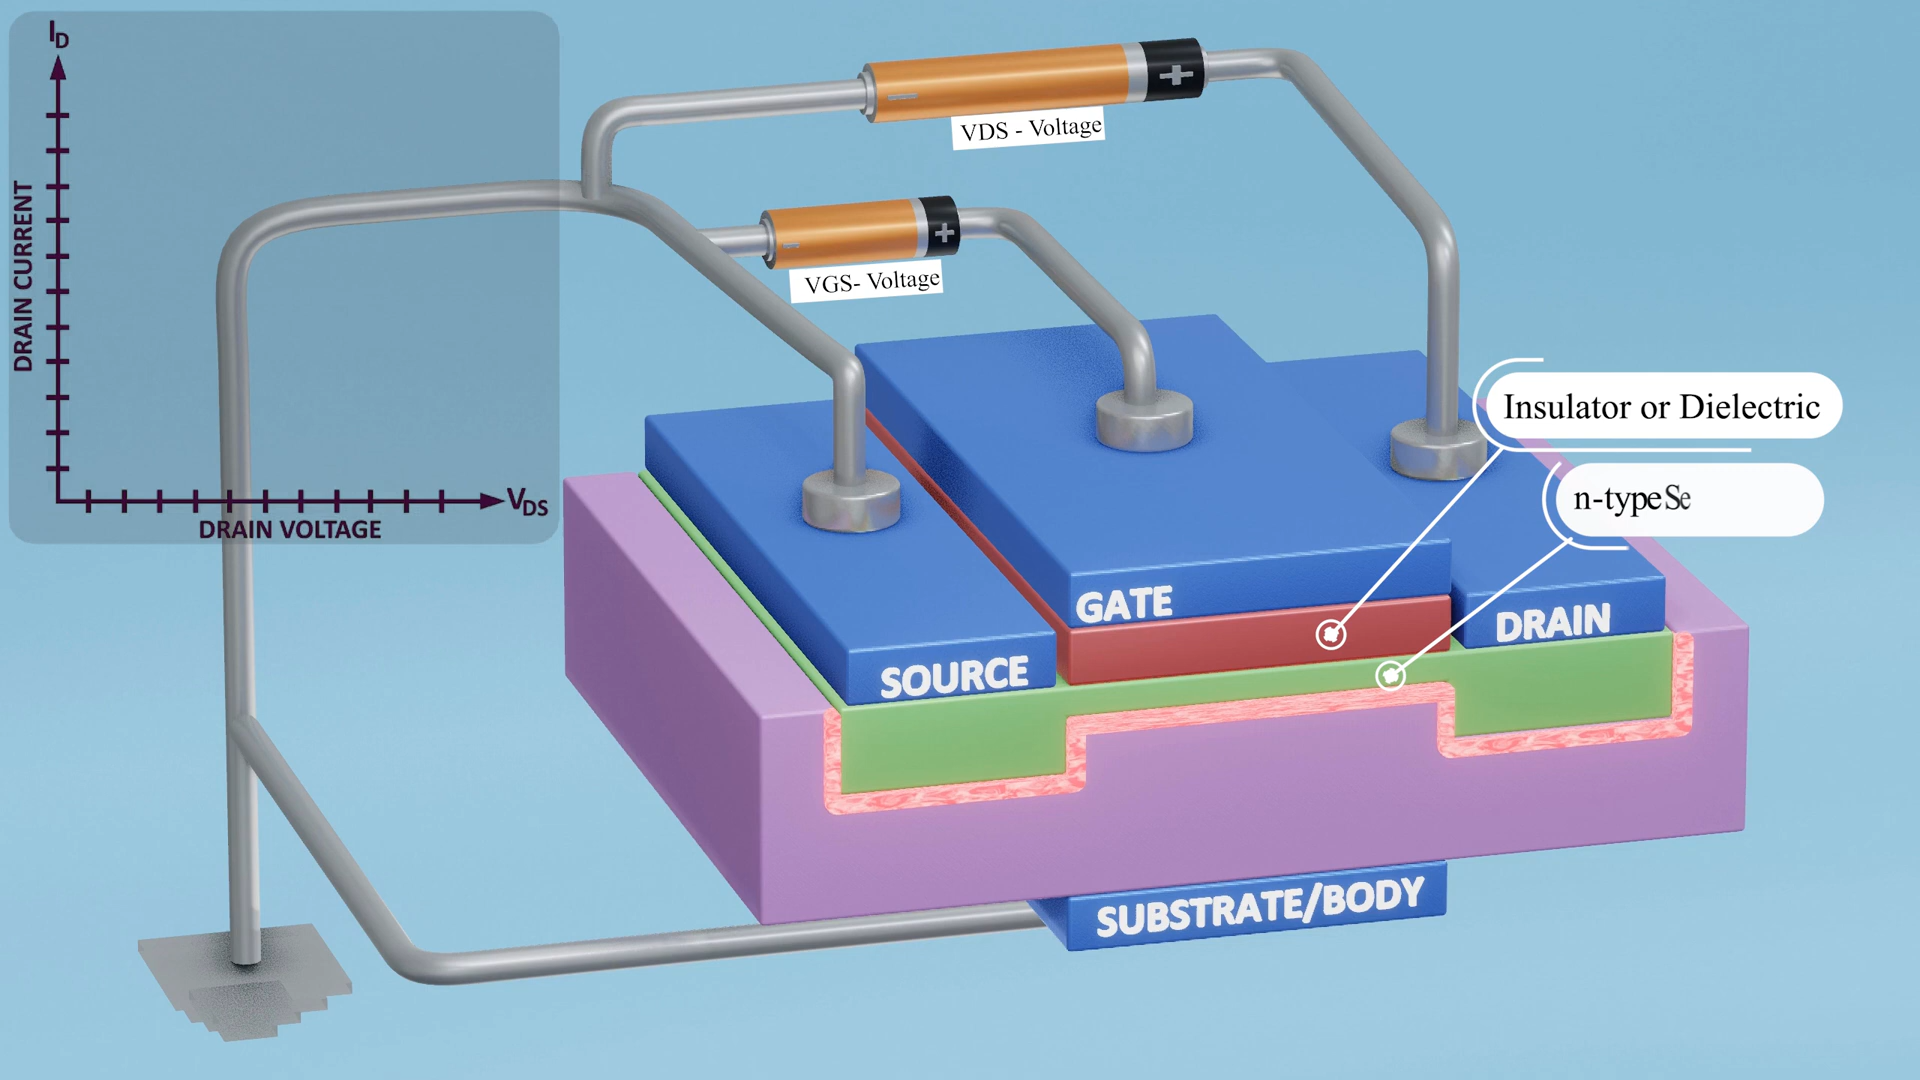 ID
DRAIN CURRENT
VDS
DRAIN VOLTAGE
VDS - Voltage
VGS- Voltage
Insulator or Dielectric
n-type Se
GATE
DRAIN
SOURCE
SUBSTRATE/BODY